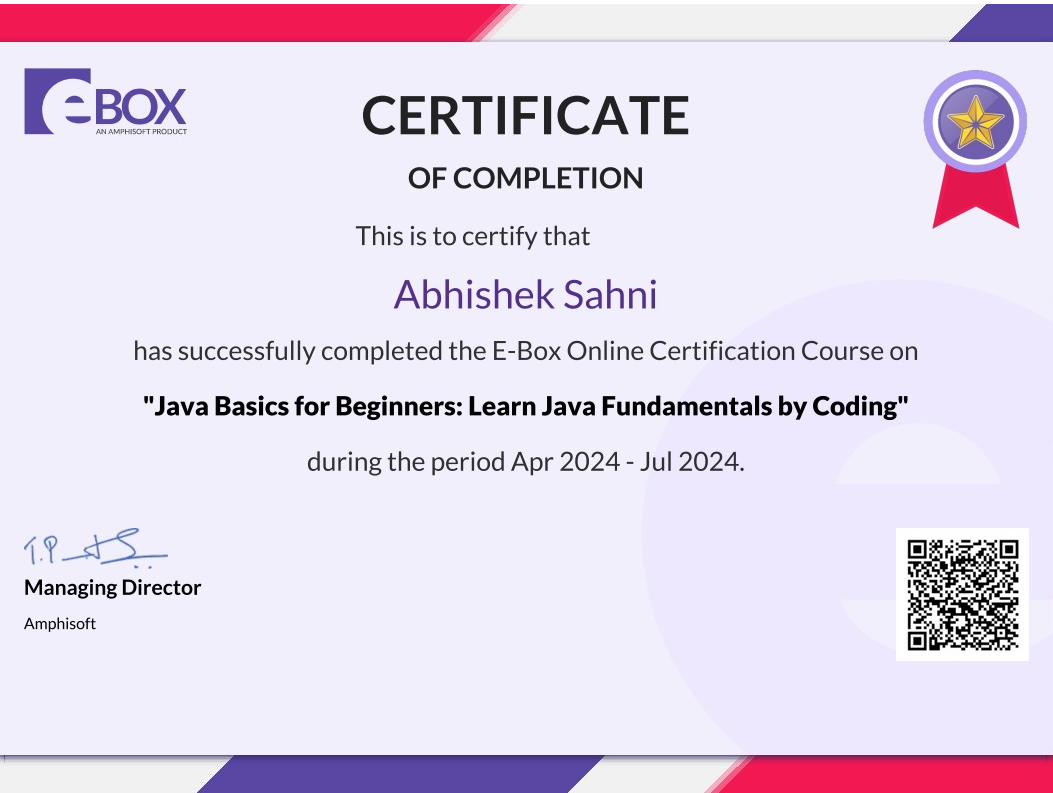 eBOX
AN AMPHISOFT PRODUCT
CERTIFICATE
OF COMPLETION
This is to certify that
Abhishek Sahni
has successfully completed the E-Box Online Certification Course on
"Java Basics for Beginners: Learn Java Fundamentals by Coding"
during the period Apr 2024 - Jul 2024.
Managing Director
Amphisoft